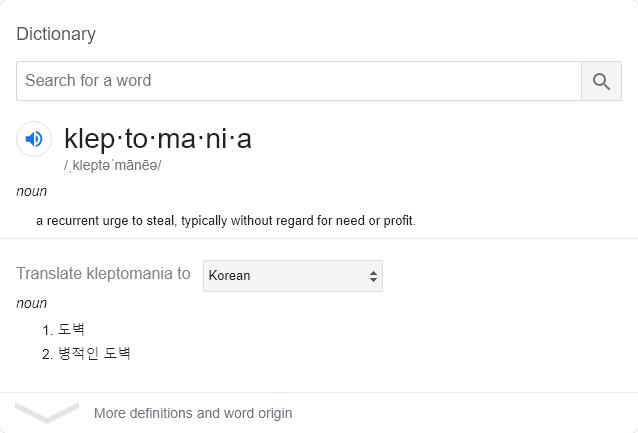 Dictionary
Search for a word
klep·to·ma·ni·a
/ˌkleptəˈmānēə/
noun
a recurrent urge to steal, typically without regard for need or profit.
Translate kleptomania to Korean
noun
1. 도벽
2. 병적인 도벽
More definitions and word origin